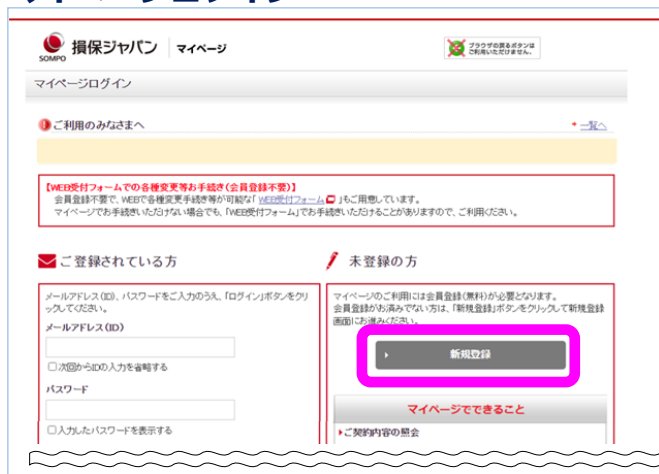 損保ジャパン マイページ
SOMPO
ブラウザの戻るボタンは
ご利用いただけません。
マイページログイン
ご利用のみなさまへ
一覧へ
【WEB受付フォームでの各種変更等お手続き(会員登録不要)】
会員登録不要で、WEBで各種変更手続き等が可能な「 WEB受付フォーム 」もご用意しています。
マイページでお手続きいただけない場合でも、「WEB受付フォーム」でお手続きいただけることがありますので、ご利用ください。
ご登録されている方
メールアドレス(ID)、パスワードをご入力のうえ、「ログイン」ボタンをクリ
ックしてください。
メールアドレス(ID)
次回からIDの入力を省略する
パスワード
入力したパスワードを表示する
未登録の方
マイページのご利用には会員登録(無料)が必要となります。
会員登録がお済みでない方は、「新規登録」ボタンをクリックして新規登録
画面にお進みください。
新規登録
マイページでできること
ご契約内容の照会